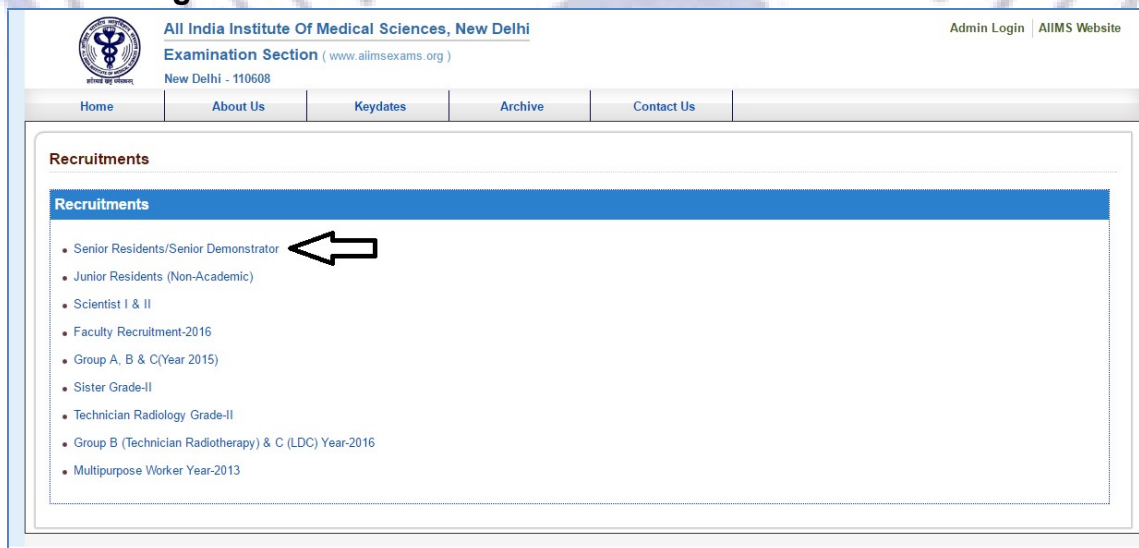 All India Institute Of Medical Sciences, New Delhi
Admin Login | AIIMS Website
Examination Section ( www.aiimsexams.org )
New Delhi - 110608
Home About Us Keydates Archive Contact Us
Recruitments
Recruitments
• Senior Residents/Senior Demonstrator
• Junior Residents (Non-Academic)
• Scientist I & II
• Faculty Recruitment-2016
• Group A, B & C(Year 2015)
• Sister Grade-II
• Technician Radiology Grade-II
• Group B (Technician Radiotherapy) & C (LDC) Year-2016
• Multipurpose Worker Year-2013